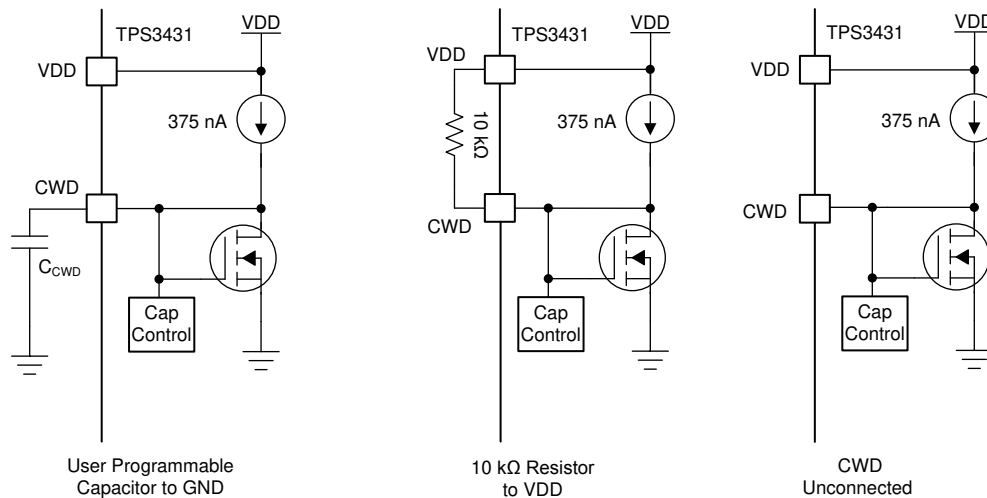 TPS3431
VDD
VDD
375 nA
CWD
C_CWD
Cap
Control
User Programmable
Capacitor to GND
TPS3431
VDD
VDD
10 kΩ
375 nA
CWD
Cap
Control
10 kΩ Resistor
to VDD
TPS3431
VDD
VDD
375 nA
CWD
Cap
Control
CWD
Unconnected